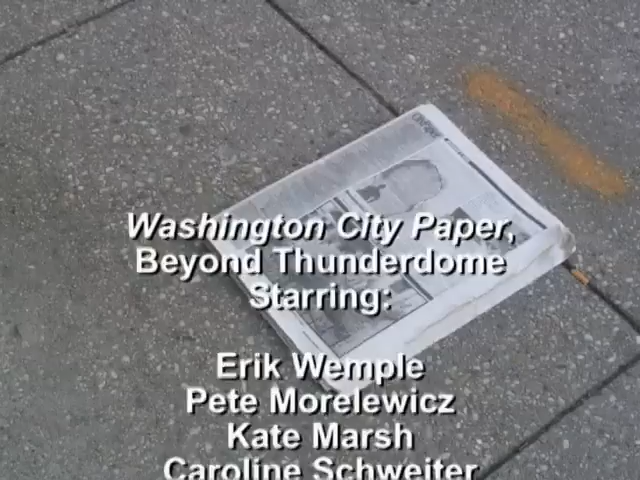 Washington City Paper,
Beyond Thunderdome
Starring:
Erik Wemple
Pete Morelewicz
Kate Marsh
Caroline Schweiter